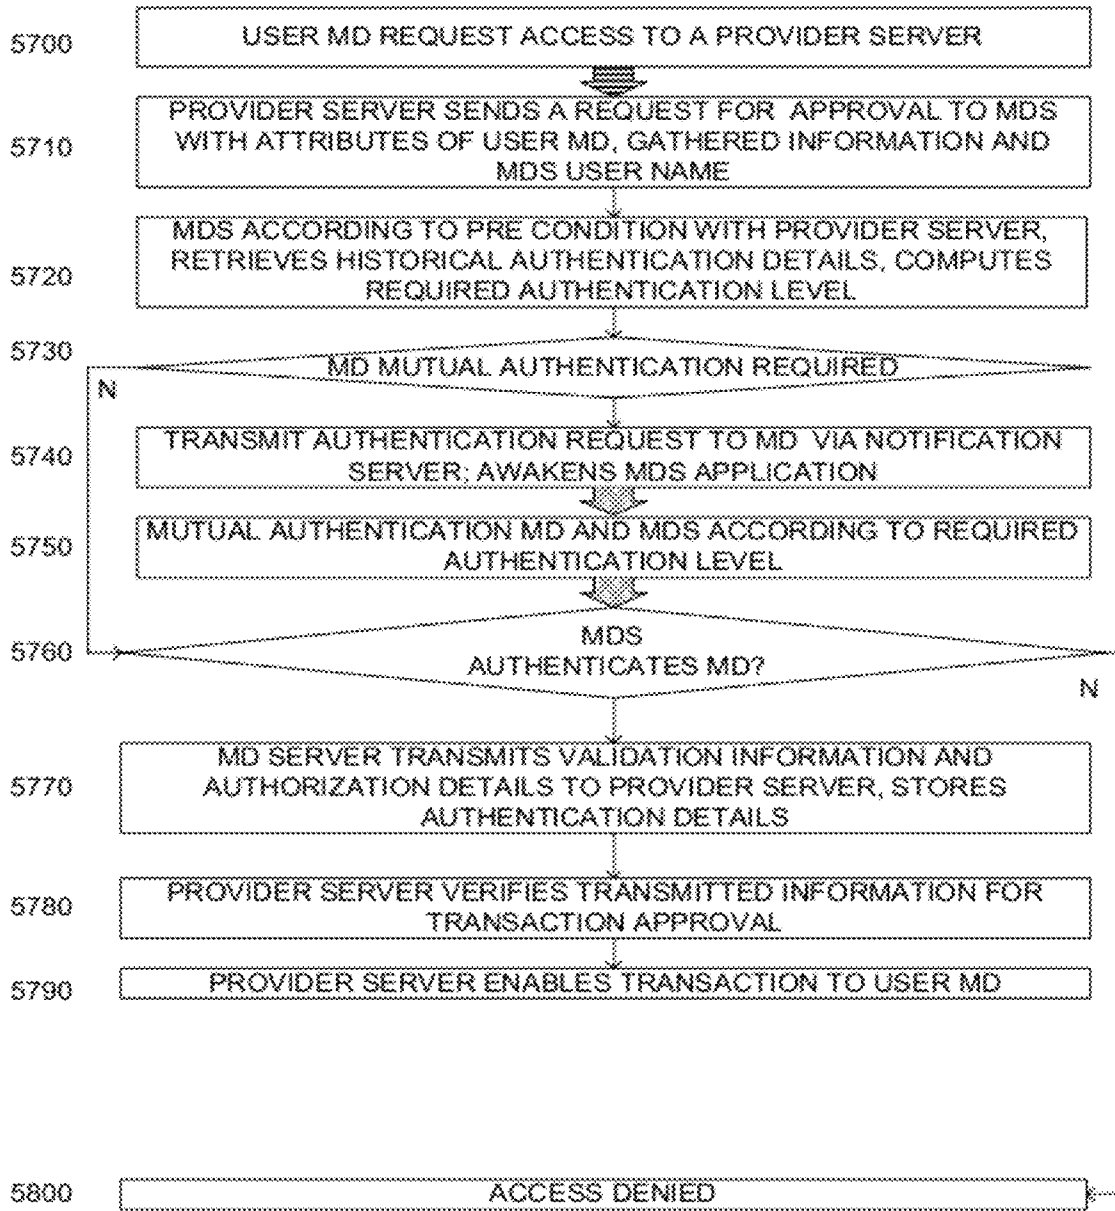 5700 USER MD REQUEST ACCESS TO A PROVIDER SERVER
5710 PROVIDER SERVER SENDS A REQUEST FOR APPROVAL TO MDS
WITH ATTRIBUTES OF USER MD, GATHERED INFORMATION AND
MDS USER NAME
5720 MDS ACCORDING TO PRE CONDITION WITH PROVIDER SERVER,
RETRIEVES HISTORICAL AUTHENTICATION DETAILS, COMPUTES
REQUIRED AUTHENTICATION LEVEL
5730 MD MUTUAL AUTHENTICATION REQUIRED
N
5740 TRANSMIT AUTHENTICATION REQUEST TO MD VIA NOTIFICATION
SERVER; AWAKENS MDS APPLICATION
5750 MUTUAL AUTHENTICATION MD AND MDS ACCORDING TO REQUIRED
AUTHENTICATION LEVEL
5760 MDS
AUTHENTICATES MD?
N
5770 MD SERVER TRANSMITS VALIDATION INFORMATION AND
AUTHORIZATION DETAILS TO PROVIDER SERVER, STORES
AUTHENTICATION DETAILS
5780 PROVIDER SERVER VERIFIES TRANSMITTED INFORMATION FOR
TRANSACTION APPROVAL
5790 PROVIDER SERVER ENABLES TRANSACTION TO USER MD
5800 ACCESS DENIED